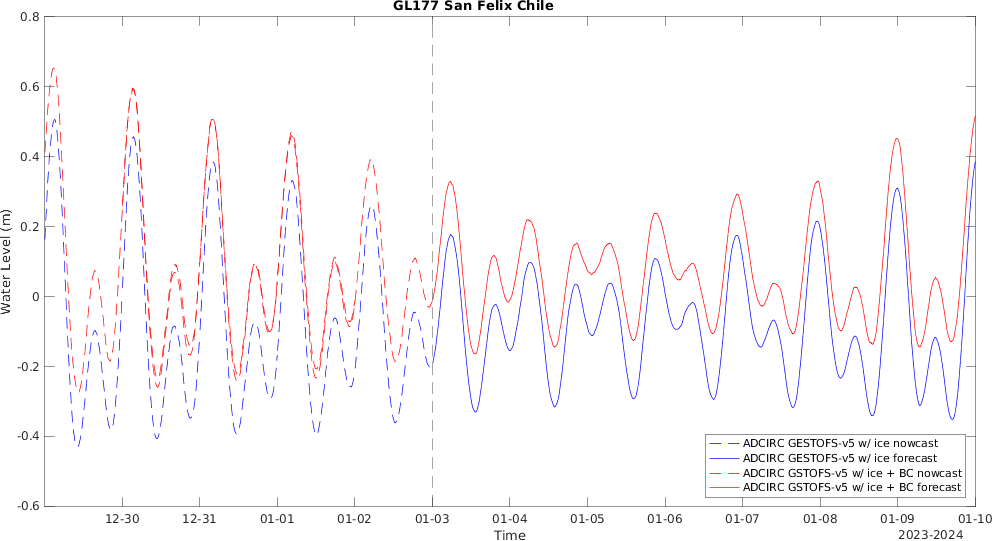 GL177 San Felix Chile
0.8
0.6
0.4
0.2
0
-0.2
-0.4
-0.6
Water Level (m)
ADCIRC GESTOFS-v5 w/ ice nowcast
ADCIRC GESTOFS-v5 w/ ice forecast
ADCIRC GSTOFS-v5 w/ ice + BC nowcast
ADCIRC GSTOFS-v5 w/ ice + BC forecast
12-30 12-31 01-01 01-02 01-03 01-04 01-05 01-06 01-07 01-08 01-09 01-10
Time
2023-2024